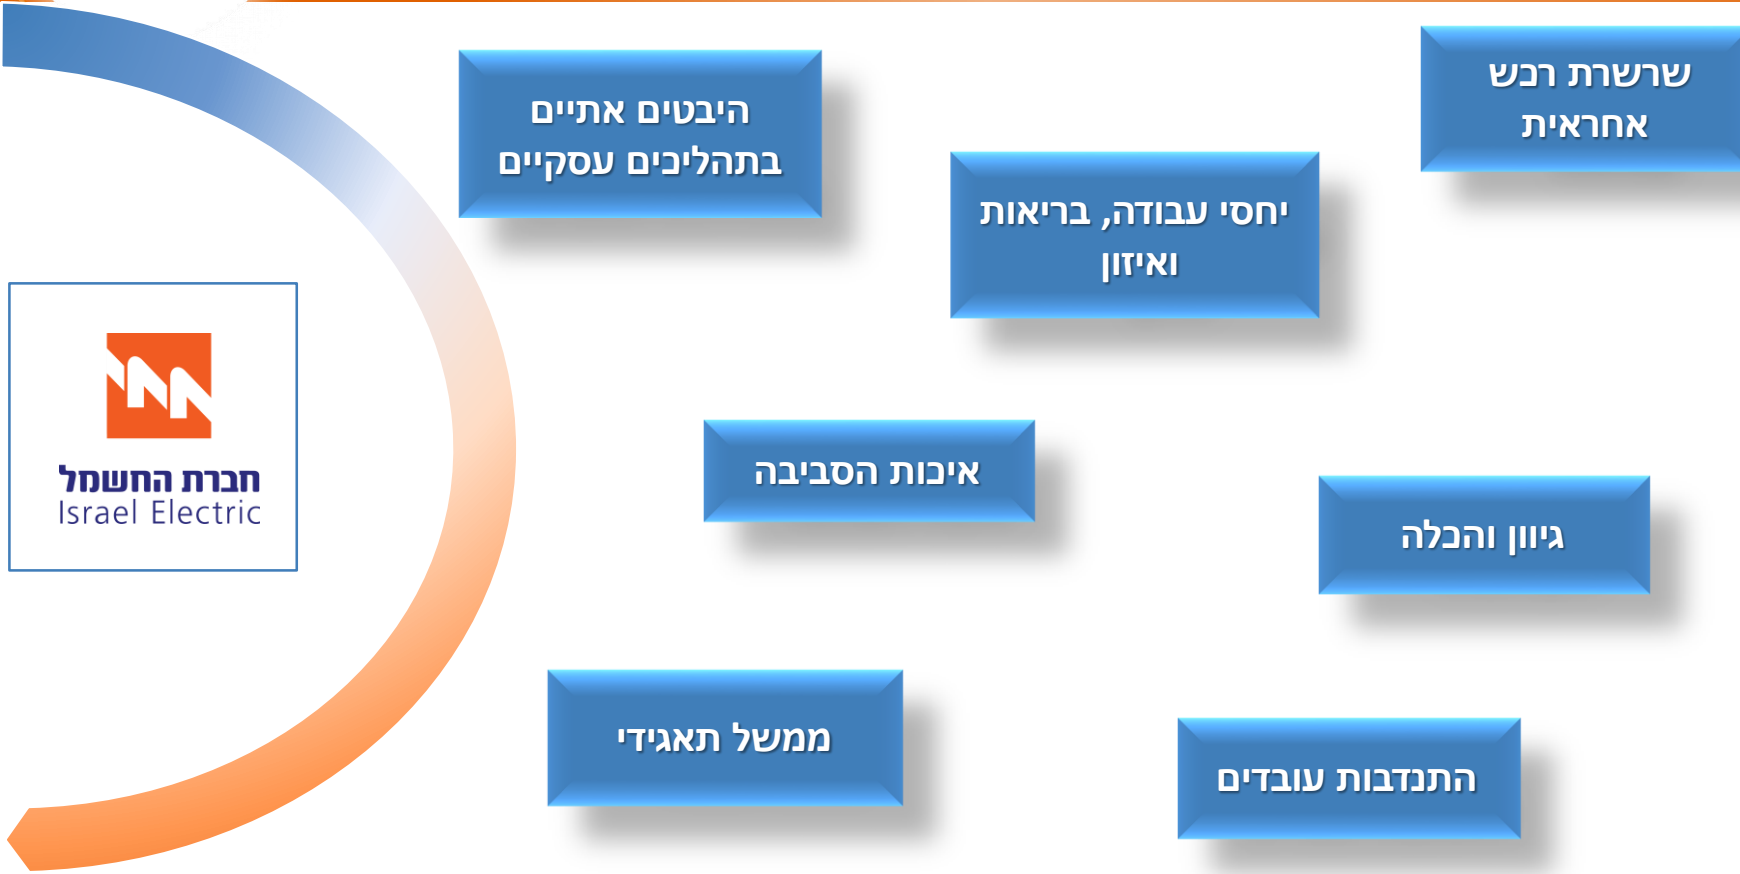 שרשרת רכש
אחראית
היבטים אתיים
בתהליכים עסקיים
יחסי עבודה, בריאות
ואיזון
איכות הסביבה
גיוון והכלה
ממשל תאגידי
התנדבות עובדים
חברת החשמל
Israel Electric